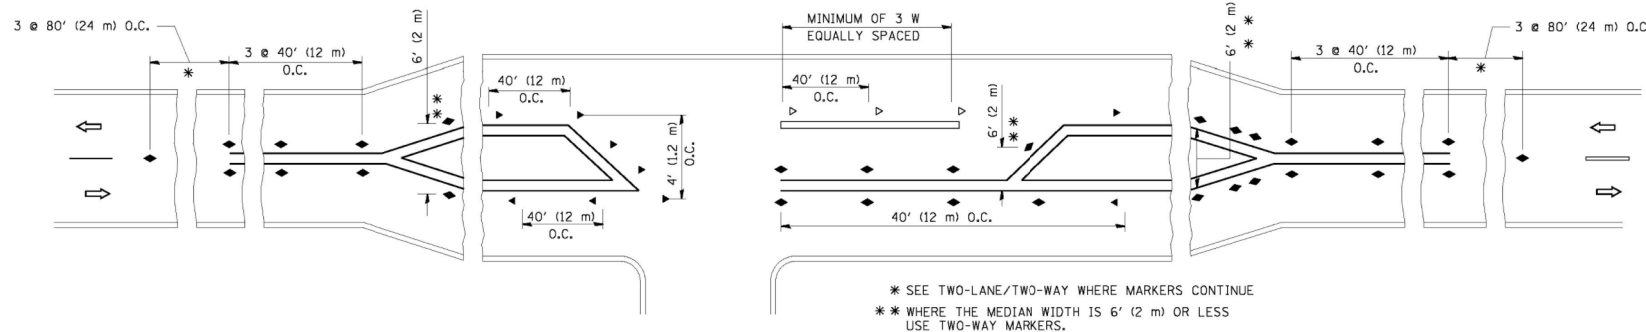 3 @ 80' (24 m) O.C.
*
3 @ 40' (12 m)
O.C.
6' (2 m)
**
40' (12 m)
O.C.
4' (1.2 m)
O.C.
40' (12 m)
O.C.
MINIMUM OF 3 W
EQUALLY SPACED
40' (12 m)
O.C.
6' (2 m)
**
40' (12 m) O.C.
6' (2 m)
**
3 @ 40' (12 m)
O.C.
3 @ 80' (24 m) O.C
*
* SEE TWO-LANE/TWO-WAY WHERE MARKERS CONTINUE
** WHERE THE MEDIAN WIDTH IS 6' (2 m) OR LESS
USE TWO-WAY MARKERS.